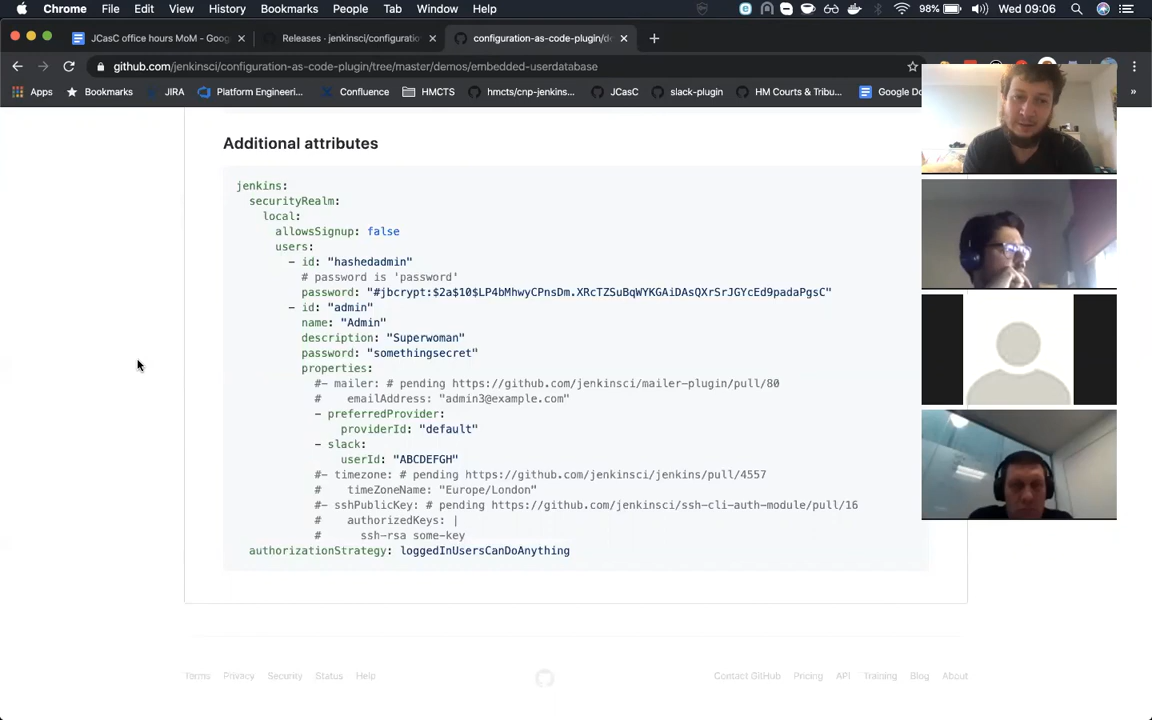 Chrome File Edit View History Bookmarks People Tab Window Help 98% Wed 09:06
JCasC office hours MoM - Goog
Releases · jenkinsci/configuratio
configuration-as-code-plugin/de
github.com/jenkinsci/configuration-as-code-plugin/tree/master/demos/embedded-userdatabase
Apps Bookmarks JIRA Platform Engineeri... Confluence HMCTS hmcts/cnp-jenkins... JCasC slack-plugin HM Courts & Tribu... Google Do »
Additional attributes
jenkins:
securityRealm:
local:
allowsSignup: false
users:
- id: "hashedadmin"
# password is 'password'
password: "#jbcrypt:$2a$10$LP4bMhwyCPnsDm.XRcTZSuBqWYKGAiDAsQXrSrJGYcEd9padaPgsC"
- id: "admin"
name: "Admin"
description: "Superwoman"
password: "somethingsecret"
properties:
#- mailer: # pending https://github.com/jenkinsci/mailer-plugin/pull/80
# emailAddress: "admin3@example.com"
- preferredProvider:
providerId: "default"
- slack:
userId: "ABCDEFGH"
#- timezone: # pending https://github.com/jenkinsci/jenkins/pull/4557
# timeZoneName: "Europe/London"
#- sshPublicKey: # pending https://github.com/jenkinsci/ssh-cli-auth-module/pull/16
# authorizedKeys: |
# ssh-rsa some-key
authorizationStrategy: loggedInUsersCanDoAnything
Terms Privacy Security Status Help Contact GitHub Pricing API Training Blog About